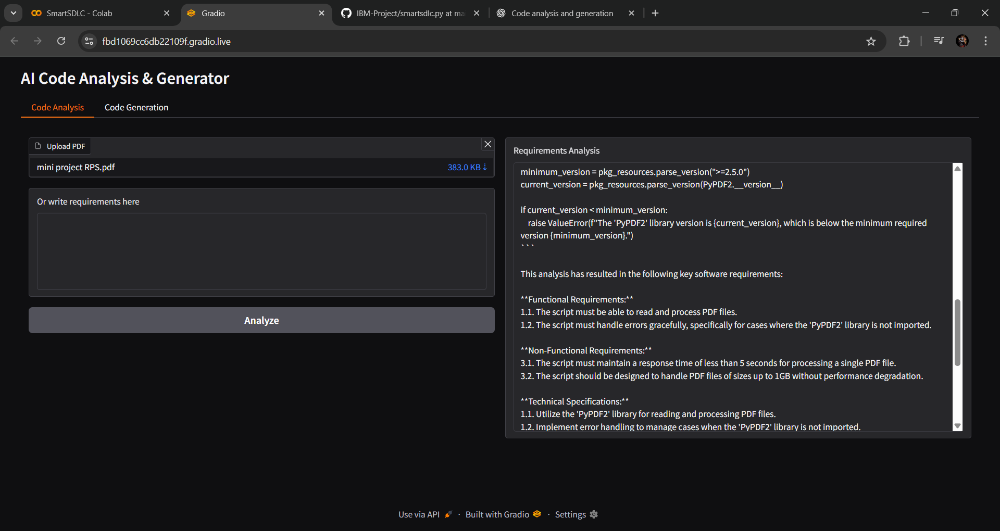 SmartSDLC - Colab
Gradio
IBM-Project/smartsdlc.py at ma
Code analysis and generation
fbd1069cc6db22109f.gradio.live
AI Code Analysis & Generator
Code Analysis
Code Generation
Upload PDF
mini project RPS.pdf
383.0 KB ⇣
Or write requirements here
Analyze
Requirements Analysis
minimum_version = pkg_resources.parse_version(">=2.5.0")
current_version = pkg_resources.parse_version(PyPDF2.__version__)
if current_version < minimum_version:
raise ValueError(f"The 'PyPDF2' library version is {current_version}, which is below the minimum required
version {minimum_version}.")
```
This analysis has resulted in the following key software requirements:
**Functional Requirements:**
1.1. The script must be able to read and process PDF files.
1.2. The script must handle errors gracefully, specifically for cases where the 'PyPDF2' library is not imported.
**Non-Functional Requirements:**
3.1. The script must maintain a response time of less than 5 seconds for processing a single PDF file.
3.2. The script should be designed to handle PDF files of sizes up to 1GB without performance degradation.
**Technical Specifications:**
1.1. Utilize the 'PyPDF2' library for reading and processing PDF files.
1.2. Implement error handling to manage cases when the 'PyPDF2' library is not imported.
Use via API · Built with Gradio · Settings